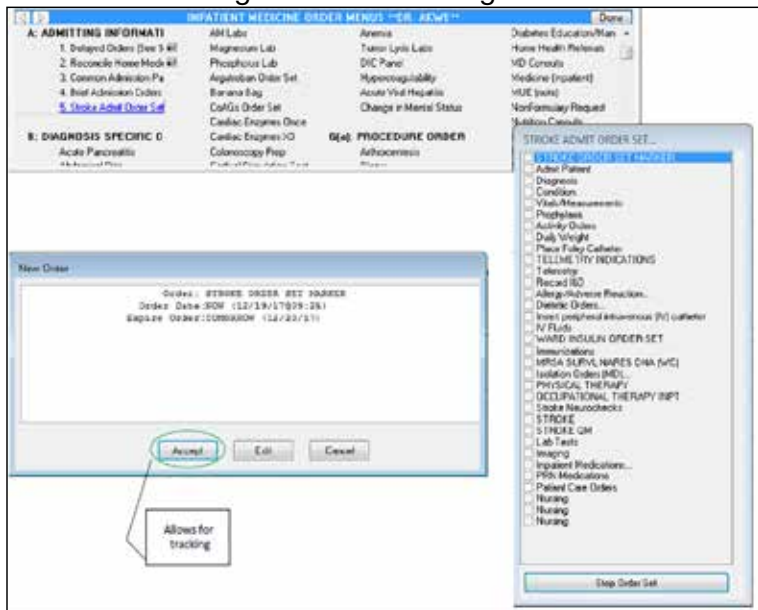 INPATIENT MEDICINE ORDER MENUS **DR. AKWE**
Done
A: ADMITTING INFORMATI
1. Delayed Orders (See 1
2. Reconcile Home Meds
3. Common Admission Pa
4. Brief Admission Orders
5. Stroke Admit Order Set
B: DIAGNOSIS SPECIFIC O
Acute Pancreatitis
AM Labs
Magnesium Lab
Phosphorus Lab
Argatroban Order Set
Banana Bag
CoAGs Order Set
Cardiac Enzymes Once
Cardiac Enzymes X3
Colonoscopy Prep
Anemia
Tumor Lysis Labs
DIC Panel
Hypercoagulability
Acute Viral Hepatitis
Change in Mental Status
G(a): PROCEDURE ORDER
Arthrocentesis
Diabetes Education/Man
Home Health Referrals
MD Consults
Medicine (Inpatient)
NonFormulary Request
Nutrition Consults
STROKE ADMIT ORDER SET...
STROKE ORDER SET MARKER
Admit Patient
Diagnosis
Condition
Vitals/Measurements
Prophylaxis
Activity Orders
Daily Weight
Place Foley Catheter
TELEMETRY INDICATIONS
Telemetry
Record I&O
Allergy/Adverse Reaction...
Dietetic Orders...
Insert peripheral intravenous (IV) catheter
IV Fluids
WARD INSULIN ORDER SET
Immunizations
MRSA SURVL NARES DNA (WC)
Isolation Orders (MD)...
PHYSICAL THERAPY
OCCUPATIONAL THERAPY INPT
Stroke Neurochecks
STROKE
STROKE QM
Lab Tests
Imaging
Inpatient Medications...
PRN Medications
Patient Care Orders
Nursing
Nursing
Nursing
Stop Order Set
New Order
Order: STROKE ORDER SET MARKER
Order Date:NOW (12/19/17@09:26)
Expire Order:TOMORROW (12/20/17)
Accept
Edit
Cancel
Allows for
tracking